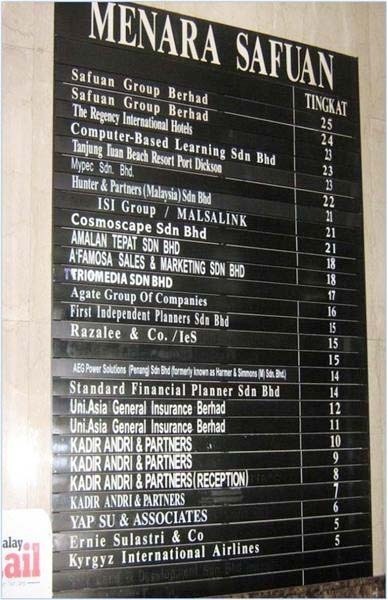 MENARA SAFUAN
TINGKAT
Safuan Group Berhad 25
Safuan Group Berhad 24
The Regency International Hotels 23
Computer-Based Learning Sdn Bhd 23
Tanjung Tuan Beach Resort Port Dickson 23
Mypec Sdn. Bhd. 22
Hunter & Partners (Malaysia) Sdn Bhd 21
ISI Group / MALSALINK 21
Cosmoscape Sdn Bhd 21
AMALAN TEPAT SDN BHD 18
A'FAMOSA SALES & MARKETING SDN BHD 18
TRIOMEDIA SDN BHD 17
Agate Group Of Companies 16
First Independent Planners Sdn Bhd 15
Razalee & Co. /IeS 15
15
AEG Power Solutions (Penang) Sdn Bhd (formerly known as Harmer & Simmons (M) Sdn. Bhd.) 14
Standard Financial Planner Sdn Bhd 14
Uni.Asia General Insurance Berhad 12
Uni.Asia General Insurance Berhad 11
KADIR ANDRI & PARTNERS 10
KADIR ANDRI & PARTNERS 9
KADIR ANDRI & PARTNERS (RECEPTION) 8
KADIR ANDRI & PARTNERS 7
YAP SU & ASSOCIATES 6
Ernie Sulastri & Co 5
Kyrgyz International Airlines 5
alay
ail